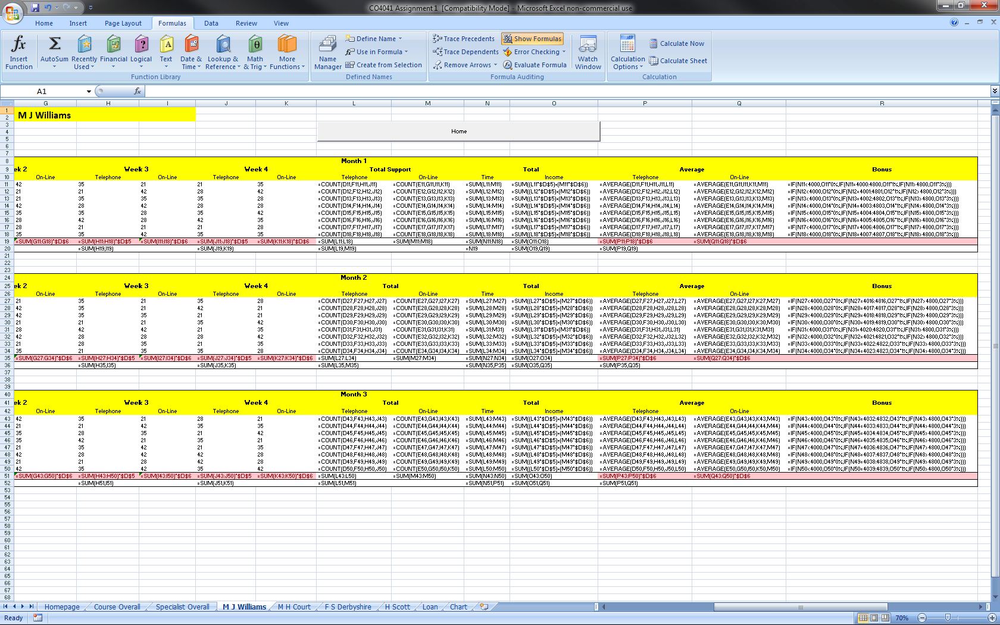 CO4041 Assignment 1 [Compatibility Mode] - Microsoft Excel non-commercial use
Home Insert Page Layout Formulas Data Review View
Insert Function AutoSum Recently Used Financial Logical Text Date & Time Lookup & Reference Math & Trig More Functions
Function Library
Name Manager Define Name Use in Formula Create from Selection
Defined Names
Trace Precedents Show Formulas
Trace Dependents Error Checking
Remove Arrows Evaluate Formula
Watch Window
Formula Auditing
Calculation Options Calculate Now Calculate Sheet
Calculation
A1 fx
G H I J K L M N O P Q R
M J Williams
Home
Month 1
ek 2 Week 3 Week 4 Total Support Total Average Bonus
On-Line Telephone On-Line Telephone On-Line Telephone On-Line Time Income Telephone On-Line
11 42 35 21 21 35 =COUNT(D11,F11,H11,J11) =COUNT(E11,G11,I11,K11) =SUM(L11:M11) =SUM((L11*$D$5)+(M11*$D$6)) =AVERAGE(D11,F11,H11,J11,L11) =AVERAGE(E11,G11,I11,K11,M11) =IF(N11<4000,O11*0%,IF(N11=4000:4800,O11*1%,IF(N11>4800,O11*3%)))
12 21 21 42 28 42 =COUNT(D12,F12,H12,J12) =COUNT(E12,G12,I12,K12) =SUM(L12:M12) =SUM((L12*$D$5)+(M12*$D$6)) =AVERAGE(D12,F12,H12,J12,L12) =AVERAGE(E12,G12,I12,K12,M12) =IF(N12<4000,O12*0%,IF(N12=4001:4801,O12*1%,IF(N12>4800,O12*3%)))
13 21 35 35 28 35 =COUNT(D13,F13,H13,J13) =COUNT(E13,G13,I13,K13) =SUM(L13:M13) =SUM((L13*$D$5)+(M13*$D$6)) =AVERAGE(D13,F13,H13,J13,L13) =AVERAGE(E13,G13,I13,K13,M13) =IF(N13<4000,O13*0%,IF(N13=4002:4802,O13*1%,IF(N13>4800,O13*3%)))
14 42 28 28 42 28 =COUNT(D14,F14,H14,J14) =COUNT(E14,G14,I14,K14) =SUM(L14:M14) =SUM((L14*$D$5)+(M14*$D$6)) =AVERAGE(D14,F14,H14,J14,L14) =AVERAGE(E14,G14,I14,K14,M14) =IF(N14<4000,O14*0%,IF(N14=4003:4803,O14*1%,IF(N14>4800,O14*3%)))
15 35 35 28 35 42 =COUNT(D15,F15,H15,J15) =COUNT(E15,G15,I15,K15) =SUM(L15:M15) =SUM((L15*$D$5)+(M15*$D$6)) =AVERAGE(D15,F15,H15,J15,L15) =AVERAGE(E15,G15,I15,K15,M15) =IF(N15<4000,O15*0%,IF(N15=4004:4804,O15*1%,IF(N15>4800,O15*3%)))
16 28 42 28 42 35 =COUNT(D16,F16,H16,J16) =COUNT(E16,G16,I16,K16) =SUM(L16:M16) =SUM((L16*$D$5)+(M16*$D$6)) =AVERAGE(D16,F16,H16,J16,L16) =AVERAGE(E16,G16,I16,K16,M16) =IF(N16<4000,O16*0%,IF(N16=4005:4805,O16*1%,IF(N16>4800,O16*3%)))
17 28 21 21 21 28 =COUNT(D17,F17,H17,J17) =COUNT(E17,G17,I17,K17) =SUM(L17:M17) =SUM((L17*$D$5)+(M17*$D$6)) =AVERAGE(D17,F17,H17,J17,L17) =AVERAGE(E17,G17,I17,K17,M17) =IF(N17<4000,O17*0%,IF(N17=4006:4806,O17*1%,IF(N17>4800,O17*3%)))
18 35 21 42 35 35 =COUNT(D18,F18,H18,J18) =COUNT(E18,G18,I18,K18) =SUM(L18:M18) =SUM((L18*$D$5)+(M18*$D$6)) =AVERAGE(D18,F18,H18,J18,L18) =AVERAGE(E18,G18,I18,K18,M18) =IF(N18<4000,O18*0%,IF(N18=4007:4807,O18*1%,IF(N18>4800,O18*3%)))
19 =SUM(G11:G18)*$D$6 =SUM(H11:H18)*$D$5 =SUM(I11:I18)*$D$6 =SUM(J11:J18)*$D$5 =SUM(K11:K18)*$D$6 =SUM(L11:L18) =SUM(M11:M18) =SUM(N11:N18) =SUM(O11:O18) =SUM(P11:P18)*$D$6 =SUM(Q11:Q18)*$D$6
20 =SUM(H19,I19) =SUM(J19,K19) =SUM(L19,M19) =N19 =SUM(O19,Q19) =SUM(P19,Q19)
Month 2
ek 2 Week 3 Week 4 Total Total Average Bonus
On-Line Telephone On-Line Telephone On-Line Telephone On-Line Time Income Telephone On-Line
27 21 35 21 35 28 =COUNT(D27,F27,H27,J27) =COUNT(E27,G27,I27,K27) =SUM(L27:M27) =SUM((L27*$D$5)+(M27*$D$6)) =AVERAGE(D27,F27,H27,J27,L27) =AVERAGE(E27,G27,I27,K27,M27) =IF(N27<4000,O27*0%,IF(N27=4016:4816,O27*1%,IF(N27>4800,O27*3%)))
28 42 35 21 42 21 =COUNT(D28,F28,H28,J28) =COUNT(E28,G28,I28,K28) =SUM(L28:M28) =SUM((L28*$D$5)+(M28*$D$6)) =AVERAGE(D28,F28,H28,J28,L28) =AVERAGE(E28,G28,I28,K28,M28) =IF(N28<4000,O28*0%,IF(N28=4017:4817,O28*1%,IF(N28>4800,O28*3%)))
29 42 35 35 21 21 =COUNT(D29,F29,H29,J29) =COUNT(E29,G29,I29,K29) =SUM(L29:M29) =SUM((L29*$D$5)+(M29*$D$6)) =AVERAGE(D29,F29,H29,J29,L29) =AVERAGE(E29,G29,I29,K29,M29) =IF(N29<4000,O29*0%,IF(N29=4018:4818,O29*1%,IF(N29>4800,O29*3%)))
30 21 21 42 21 35 =COUNT(D30,F30,H30,J30) =COUNT(E30,G30,I30,K30) =SUM(L30:M30) =SUM((L30*$D$5)+(M30*$D$6)) =AVERAGE(D30,F30,H30,J30,L30) =AVERAGE(E30,G30,I30,K30,M30) =IF(N30<4000,O30*0%,IF(N30=4019:4819,O30*1%,IF(N30>4800,O30*3%)))
31 28 42 42 21 35 =COUNT(D31,F31,H31,J31) =COUNT(E31,G31,I31,K31) =SUM(L31:M31) =SUM((L31*$D$5)+(M31*$D$6)) =AVERAGE(D31,F31,H31,J31,L31) =AVERAGE(E31,G31,I31,K31,M31) =IF(N31<4000,O31*0%,IF(N31=4020:4820,O31*1%,IF(N31>4800,O31*3%)))
32 42 28 28 28 42 =COUNT(D32,F32,H32,J32) =COUNT(E32,G32,I32,K32) =SUM(L32:M32) =SUM((L32*$D$5)+(M32*$D$6)) =AVERAGE(D32,F32,H32,J32,L32) =AVERAGE(E32,G32,I32,K32,M32) =IF(N32<4000,O32*0%,IF(N32=4021:4821,O32*1%,IF(N32>4800,O32*3%)))
33 21 28 35 21 35 =COUNT(D33,F33,H33,J33) =COUNT(E33,G33,I33,K33) =SUM(L33:M33) =SUM((L33*$D$5)+(M33*$D$6)) =AVERAGE(D33,F33,H33,J33,L33) =AVERAGE(E33,G33,I33,K33,M33) =IF(N33<4000,O33*0%,IF(N33=4022:4822,O33*1%,IF(N33>4800,O33*3%)))
34 35 21 35 28 28 =COUNT(D34,F34,H34,J34) =COUNT(E34,G34,I34,K34) =SUM(L34:M34) =SUM((L34*$D$5)+(M34*$D$6)) =AVERAGE(D34,F34,H34,J34,L34) =AVERAGE(E34,G34,I34,K34,M34) =IF(N34<4000,O34*0%,IF(N34=4023:4823,O34*1%,IF(N34>4800,O34*3%)))
35 =SUM(G27:G34)*$D$6 =SUM(H27:H34)*$D$5 =SUM(I27:I34)*$D$6 =SUM(J27:J34)*$D$5 =SUM(K27:K34)*$D$6 =SUM(L27:L34) =SUM(M27:M34) =SUM(N27:N34) =SUM(O27:O34) =SUM(P27:P34)*$D$6 =SUM(Q27:Q34)*$D$6
36 =SUM(H35,I35) =SUM(J35,K35) =SUM(L35,M35) =SUM(N35,P35) =SUM(O35,Q35) =SUM(P35,Q35)
Month 3
ek 2 Week 3 Week 4 Total Total Average Bonus
On-Line Telephone On-Line Telephone On-Line Telephone On-Line Time Income Telephone On-Line
43 42 35 21 28 21 =COUNT(D43,F43,H43,J43) =COUNT(E43,G43,I43,K43) =SUM(L43:M43) =SUM((L43*$D$5)+(M43*$D$6)) =AVERAGE(D43,F43,H43,J43,L43) =AVERAGE(E43,G43,I43,K43,M43) =IF(N43<4000,O43*0%,IF(N43=4032:4832,O43*1%,IF(N43>4800,O43*3%)))
44 21 21 42 35 35 =COUNT(D44,F44,H44,J44) =COUNT(E44,G44,I44,K44) =SUM(L44:M44) =SUM((L44*$D$5)+(M44*$D$6)) =AVERAGE(D44,F44,H44,J44,L44) =AVERAGE(E44,G44,I44,K44,M44) =IF(N44<4000,O44*0%,IF(N44=4033:4833,O44*1%,IF(N44>4800,O44*3%)))
45 35 28 35 21 42 =COUNT(D45,F45,H45,J45) =COUNT(E45,G45,I45,K45) =SUM(L45:M45) =SUM((L45*$D$5)+(M45*$D$6)) =AVERAGE(D45,F45,H45,J45,L45) =AVERAGE(E45,G45,I45,K45,M45) =IF(N45<4000,O45*0%,IF(N45=4034:4834,O45*1%,IF(N45>4800,O45*3%)))
46 35 42 21 35 21 =COUNT(D46,F46,H46,J46) =COUNT(E46,G46,I46,K46) =SUM(L46:M46) =SUM((L46*$D$5)+(M46*$D$6)) =AVERAGE(D46,F46,H46,J46,L46) =AVERAGE(E46,G46,I46,K46,M46) =IF(N46<4000,O46*0%,IF(N46=4035:4835,O46*1%,IF(N46>4800,O46*3%)))
47 21 35 42 21 35 =COUNT(D47,F47,H47,J47) =COUNT(E47,G47,I47,K47) =SUM(L47:M47) =SUM((L47*$D$5)+(M47*$D$6)) =AVERAGE(D47,F47,H47,J47,L47) =AVERAGE(E47,G47,I47,K47,M47) =IF(N47<4000,O47*0%,IF(N47=4036:4836,O47*1%,IF(N47>4800,O47*3%)))
48 42 28 42 42 28 =COUNT(D48,F48,H48,J48) =COUNT(E48,G48,I48,K48) =SUM(L48:M48) =SUM((L48*$D$5)+(M48*$D$6)) =AVERAGE(D48,F48,H48,J48,L48) =AVERAGE(E48,G48,I48,K48,M48) =IF(N48<4000,O48*0%,IF(N48=4037:4837,O48*1%,IF(N48>4800,O48*3%)))
49 21 21 28 42 28 =COUNT(D49,F49,H49,J49) =COUNT(E49,G49,I49,K49) =SUM(L49:M49) =SUM((L49*$D$5)+(M49*$D$6)) =AVERAGE(D49,F49,H49,J49,L49) =AVERAGE(E49,G49,I49,K49,M49) =IF(N49<4000,O49*0%,IF(N49=4038:4838,O49*1%,IF(N49>4800,O49*3%)))
50 42 35 42 35 42 =COUNT(D50,F50,H50,J50) =COUNT(E50,G50,I50,K50) =SUM(L50:M50) =SUM((L50*$D$5)+(M50*$D$6)) =AVERAGE(D50,F50,H50,J50,L50) =AVERAGE(E50,G50,I50,K50,M50) =IF(N50<4000,O50*0%,IF(N50=4039:4839,O50*1%,IF(N50>4800,O50*3%)))
51 =SUM(G43:G50)*$D$6 =SUM(H43:H50)*$D$5 =SUM(I43:I50)*$D$6 =SUM(J43:J50)*$D$5 =SUM(K43:K50)*$D$6 =SUM(L43:L50) =SUM(M43:M50) =SUM(N43:N50) =SUM(O43:O50) =SUM(P43:P50)*$D$6 =SUM(Q43:Q50)*$D$6
52 =SUM(H51,I51) =SUM(J51,K51) =SUM(L51,M51) =SUM(N51,P51) =SUM(O51,Q51) =SUM(P51,Q51)
Homepage Course Overall Specialist Overall M J Williams M H Court F S Derbyshire H Scott Loan Chart
Ready 70%